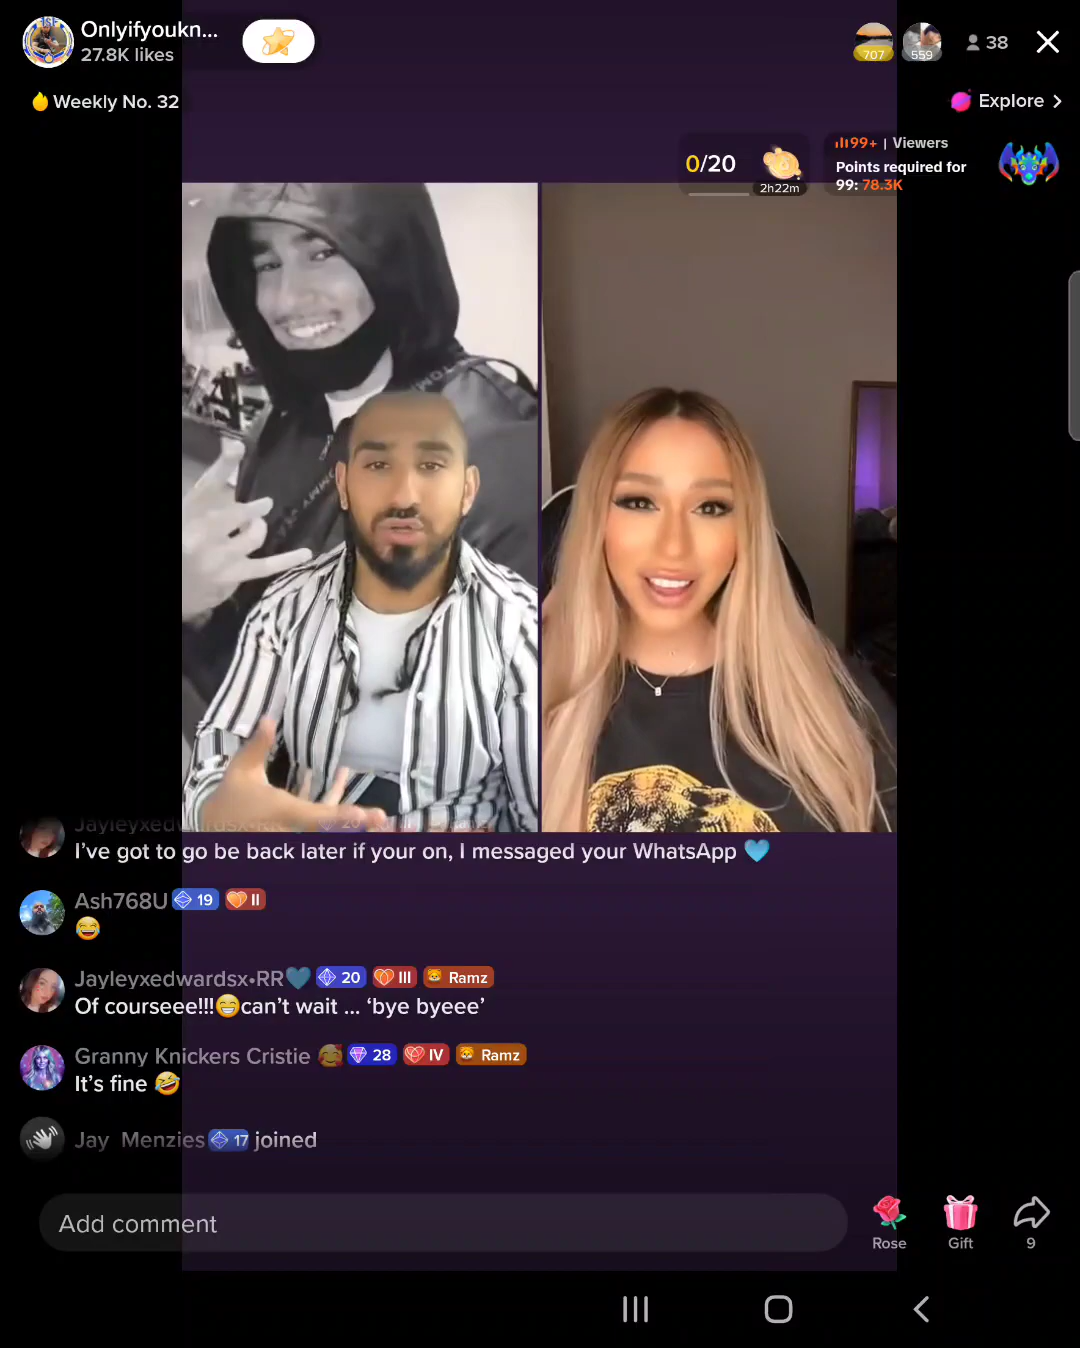 Onlyifyoukn...
27.8K likes
707
559
38
Weekly No. 32
Explore >
0/20
2h22m
99+ | Viewers
Points required for
99: 78.3K
Jayleyxedwardsx•RR
I've got to go be back later if your on, I messaged your WhatsApp 🩵
Ash768U 19 II
😂
Jayleyxedwardsx•RR🩵 20 III Ramz
Of courseee!!!😁can't wait ... 'bye byeee'
Granny Knickers Cristie 🥰 28 IV Ramz
It's fine 🤣
Jay Menzies 17 joined
Add comment
Rose
Gift
9